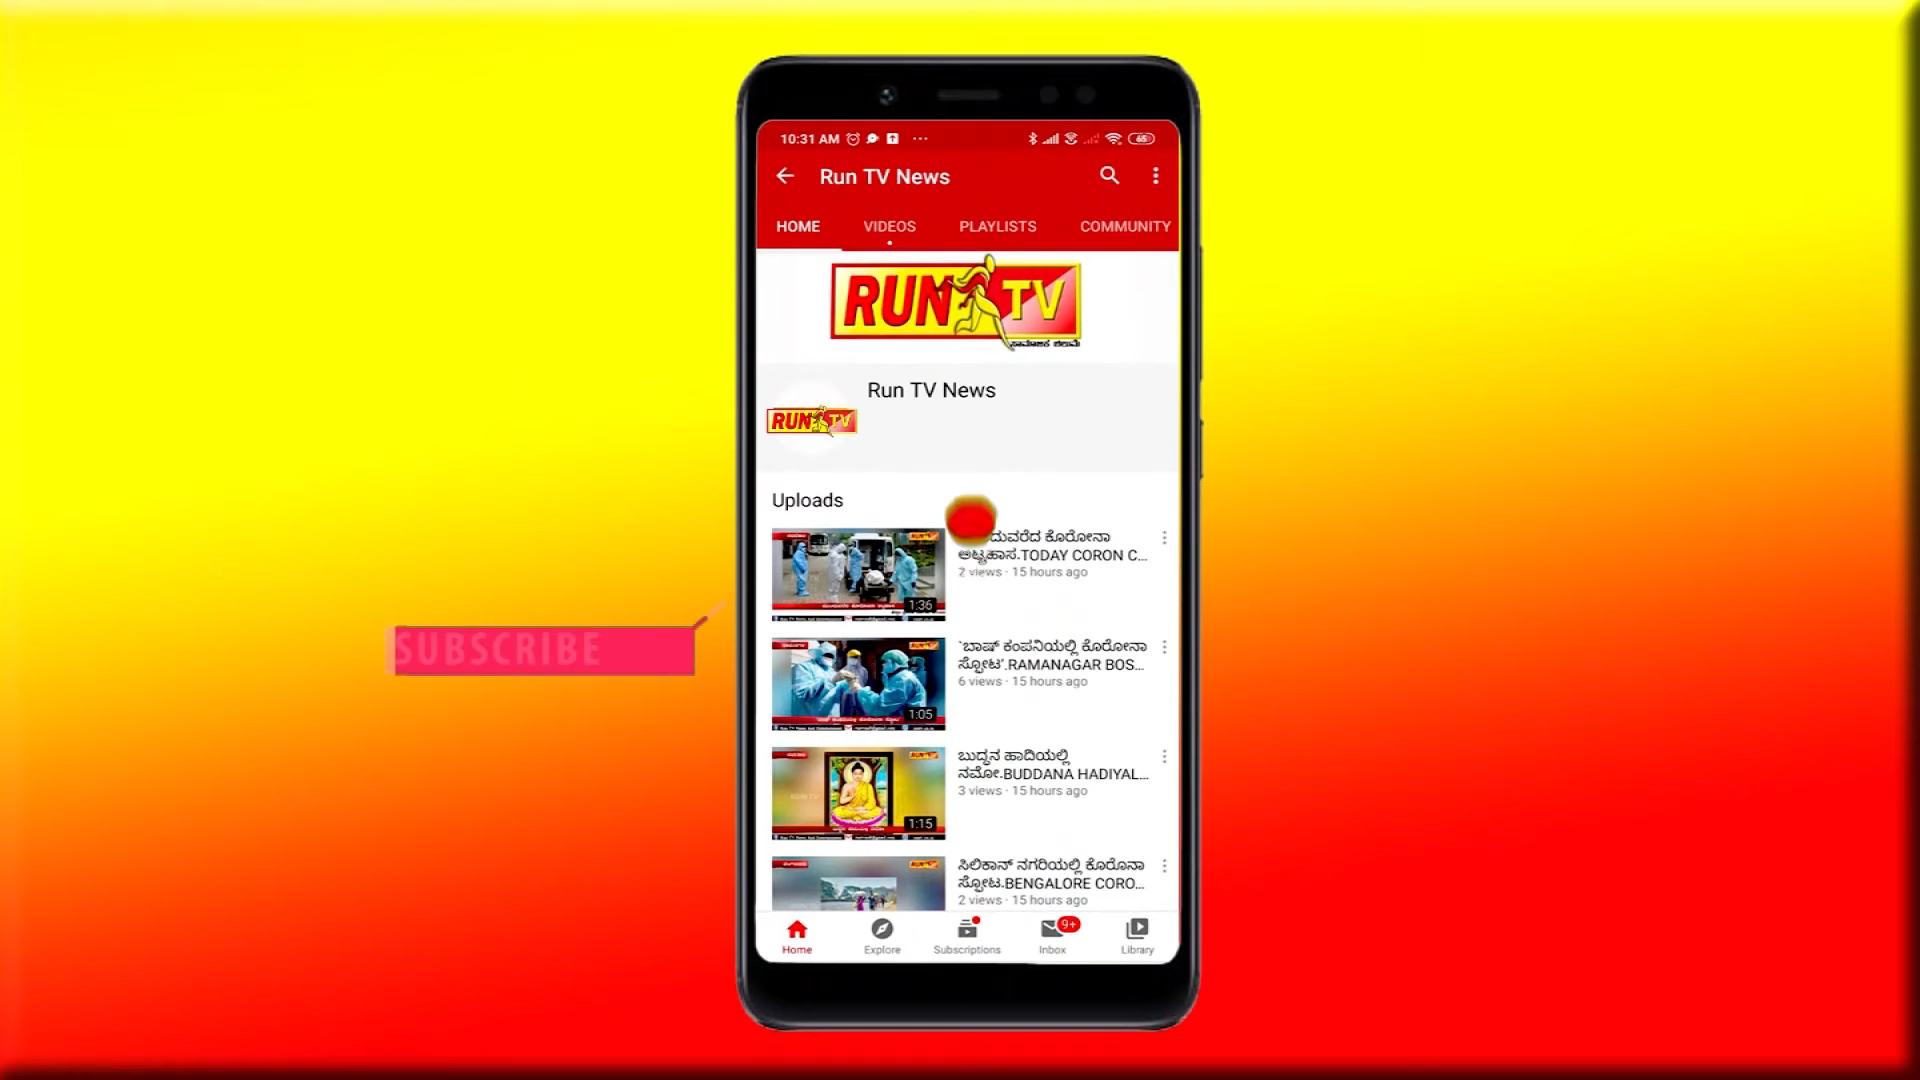 10:31 AM
65
Run TV News
HOME VIDEOS PLAYLISTS COMMUNITY
RUN TV
Run TV News
RUN TV
Uploads
ದುವರೆದ ಕೊರೋನಾ
ಅಟ್ಟಹಾಸ.TODAY CORON C...
2 views · 15 hours ago
1:36
SUBSCRIBE
`ಬಾಷ್ ಕಂಪನಿಯಲ್ಲಿ ಕೊರೋನಾ
ಸ್ಫೋಟ'.RAMANAGAR BOS...
6 views · 15 hours ago
1:05
ಬುದ್ಧನ ಹಾದಿಯಲ್ಲಿ
ನಮೋ.BUDDANA HADIYAL...
3 views · 15 hours ago
1:15
ಸಿಲಿಕಾನ್ ನಗರಿಯಲ್ಲಿ ಕೊರೊನಾ
ಸ್ಫೋಟ.BENGALORE CORO...
2 views · 15 hours ago
9+
Home Explore Subscriptions Inbox Library